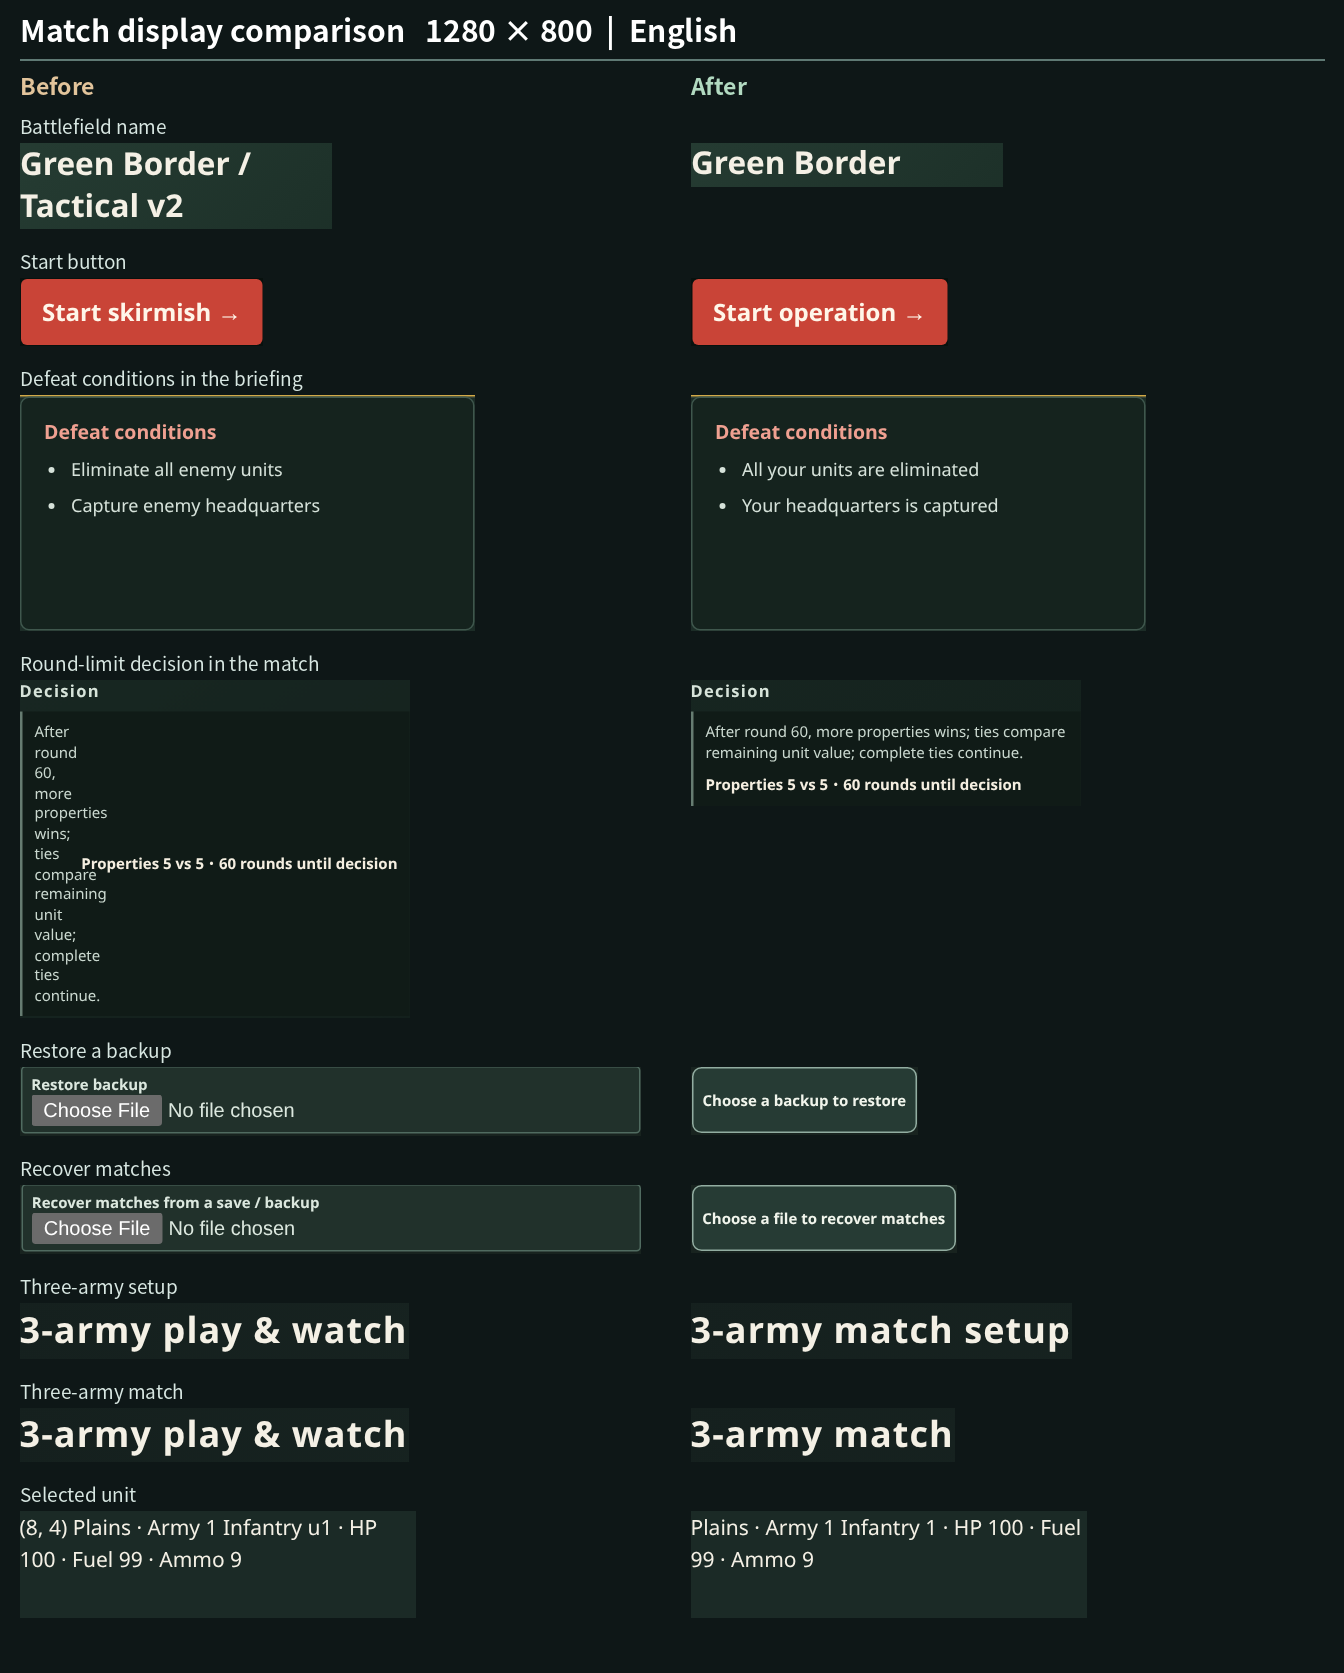 Match display comparison 1280 × 800 | English
Before
After
Battlefield name
Green Border /
Tactical v2
Green Border
Start button
Start skirmish →
Start operation →
Defeat conditions in the briefing
Defeat conditions
• Eliminate all enemy units
• Capture enemy headquarters
Defeat conditions
• All your units are eliminated
• Your headquarters is captured
Round-limit decision in the match
Decision
After
round
60,
more
properties
wins;
ties
compare
remaining
unit
value;
complete
ties
continue.
Properties 5 vs 5・60 rounds until decision
Decision
After round 60, more properties wins; ties compare
remaining unit value; complete ties continue.
Properties 5 vs 5・60 rounds until decision
Restore a backup
Restore backup
Choose File No file chosen
Choose a backup to restore
Recover matches
Recover matches from a save / backup
Choose File No file chosen
Choose a file to recover matches
Three-army setup
3-army play & watch
3-army match setup
Three-army match
3-army play & watch
3-army match
Selected unit
(8, 4) Plains · Army 1 Infantry u1 · HP
100 · Fuel 99 · Ammo 9
Plains · Army 1 Infantry 1 · HP 100 · Fuel
99 · Ammo 9